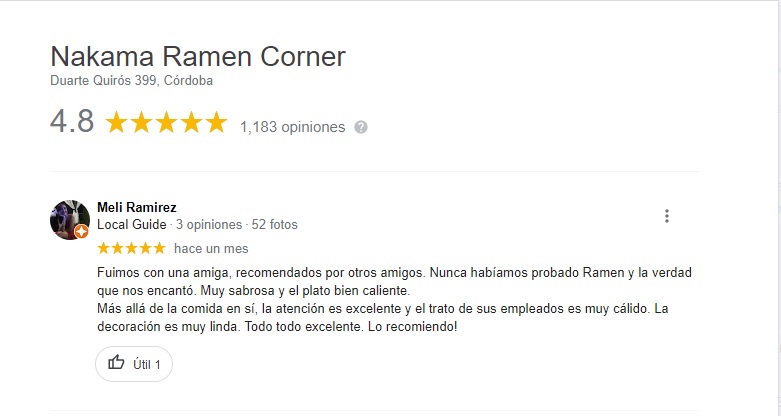 Nakama Ramen Corner
Duarte Quirós 399, Córdoba
4.8 1,183 opiniones ?
Meli Ramirez
Local Guide · 3 opiniones · 52 fotos
hace un mes
Fuimos con una amiga, recomendados por otros amigos. Nunca habíamos probado Ramen y la verdad
que nos encantó. Muy sabrosa y el plato bien caliente.
Más allá de la comida en sí, la atención es excelente y el trato de sus empleados es muy cálido. La
decoración es muy linda. Todo todo excelente. Lo recomiendo!
Útil 1